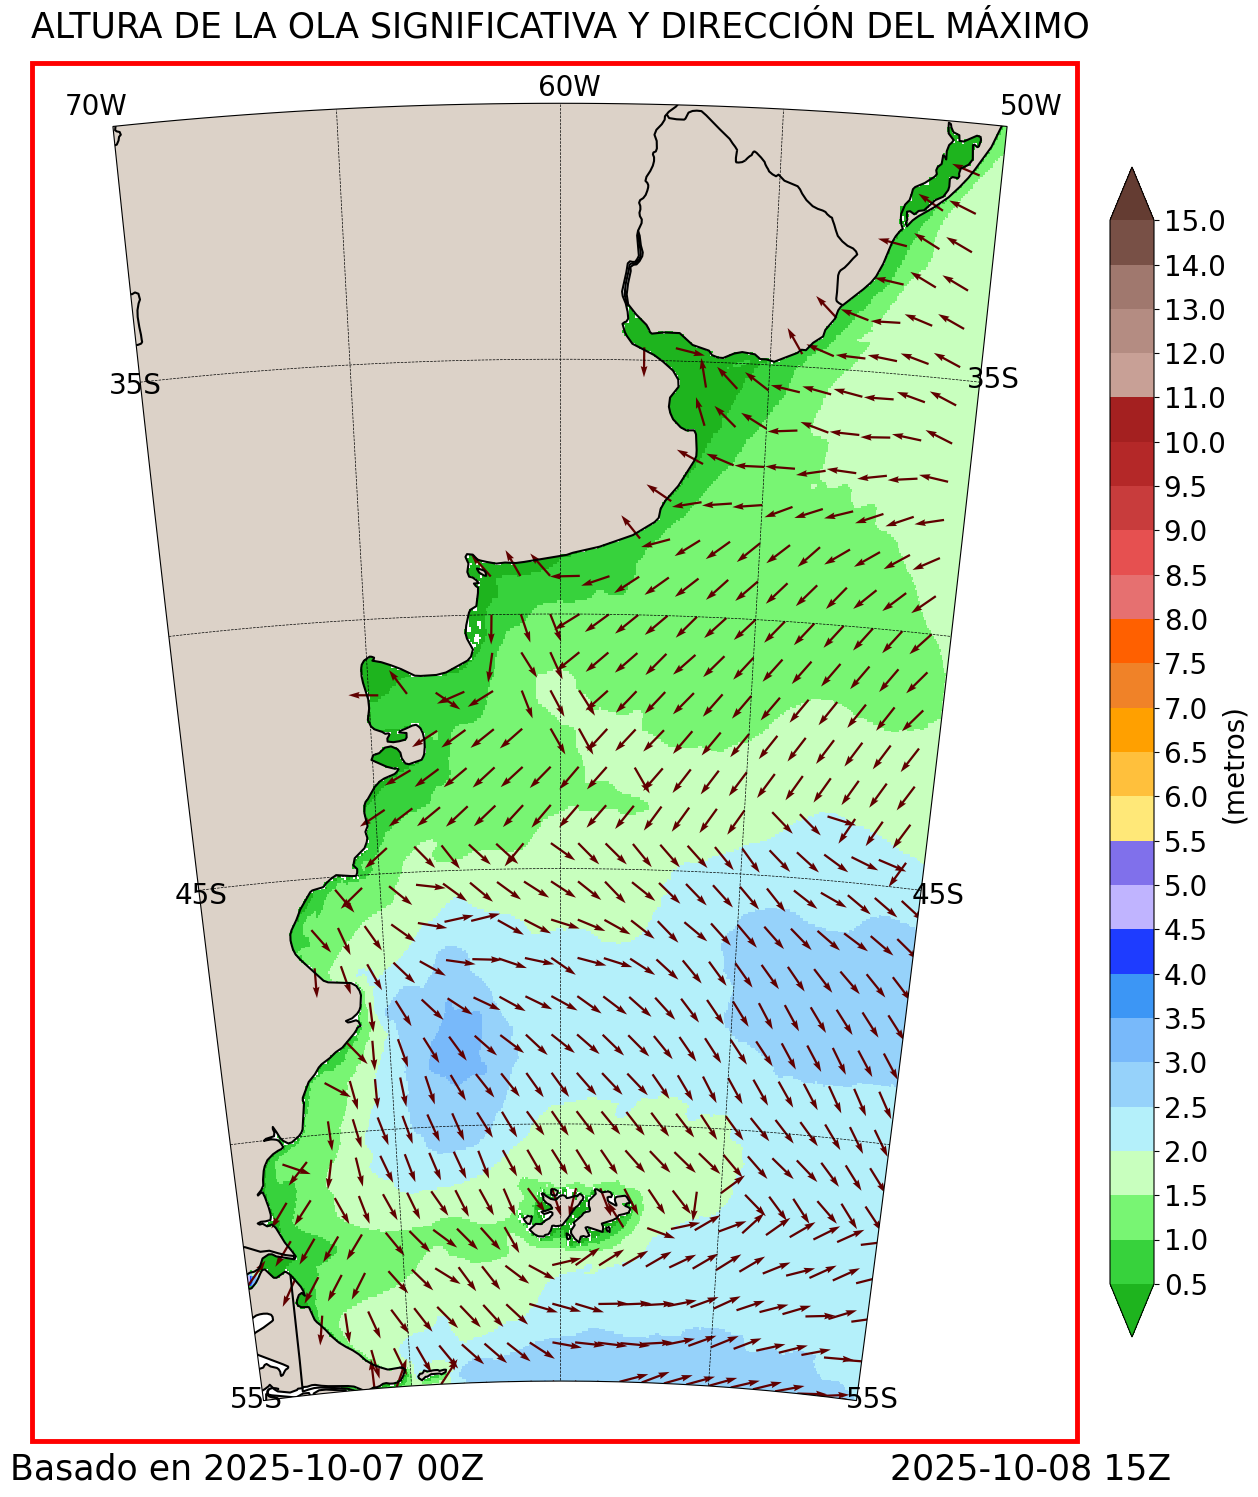 ALTURA DE LA OLA SIGNIFICATIVA Y DIRECCIÓN DEL MÁXIMO
70W
60W
50W
35S
35S
45S
45S
55S
55S
15.0
14.0
13.0
12.0
11.0
10.0
9.5
9.0
8.5
8.0
7.5
7.0
6.5
6.0
5.5
5.0
4.5
4.0
3.5
3.0
2.5
2.0
1.5
1.0
0.5
(metros)
Basado en 2025-10-07 00Z
2025-10-08 15Z